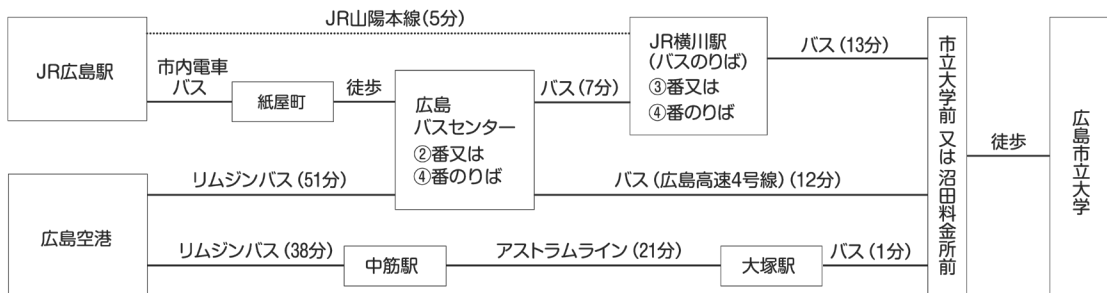 JR山陽本線（5分）
JR広島駅
市内電車
バス
紙屋町
徒歩
広島
バスセンター
②番又は
④番のりば
バス（7分）
JR横川駅
（バスのりば）
③番又は
④番のりば
バス（13分）
広島空港
リムジンバス（51分）
バス（広島高速4号線）（12分）
リムジンバス（38分）
中筋駅
アストラムライン（21分）
大塚駅
バス（1分）
市立大学前 又は 沼田料金所前
徒歩
広島市立大学